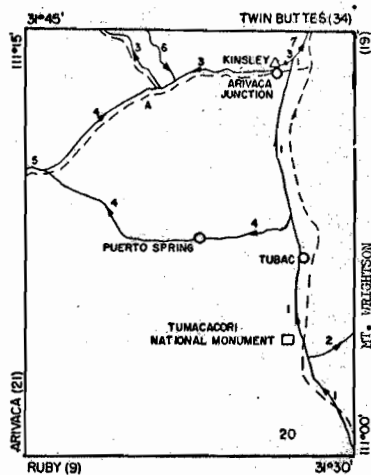 31°45'
TWIN BUTTES (34)
111°15'
(19)
7
3
6
KINSLEY
3
3
ARIVACA
JUNCTION
4
A
1
5
4
4
PUERTO SPRING
TUBAC
MT. WRIGHTSON
1
TUMACACORI
NATIONAL MONUMENT
2
ARIVACA (21)
1
20
111°00'
RUBY (9)
31°30'